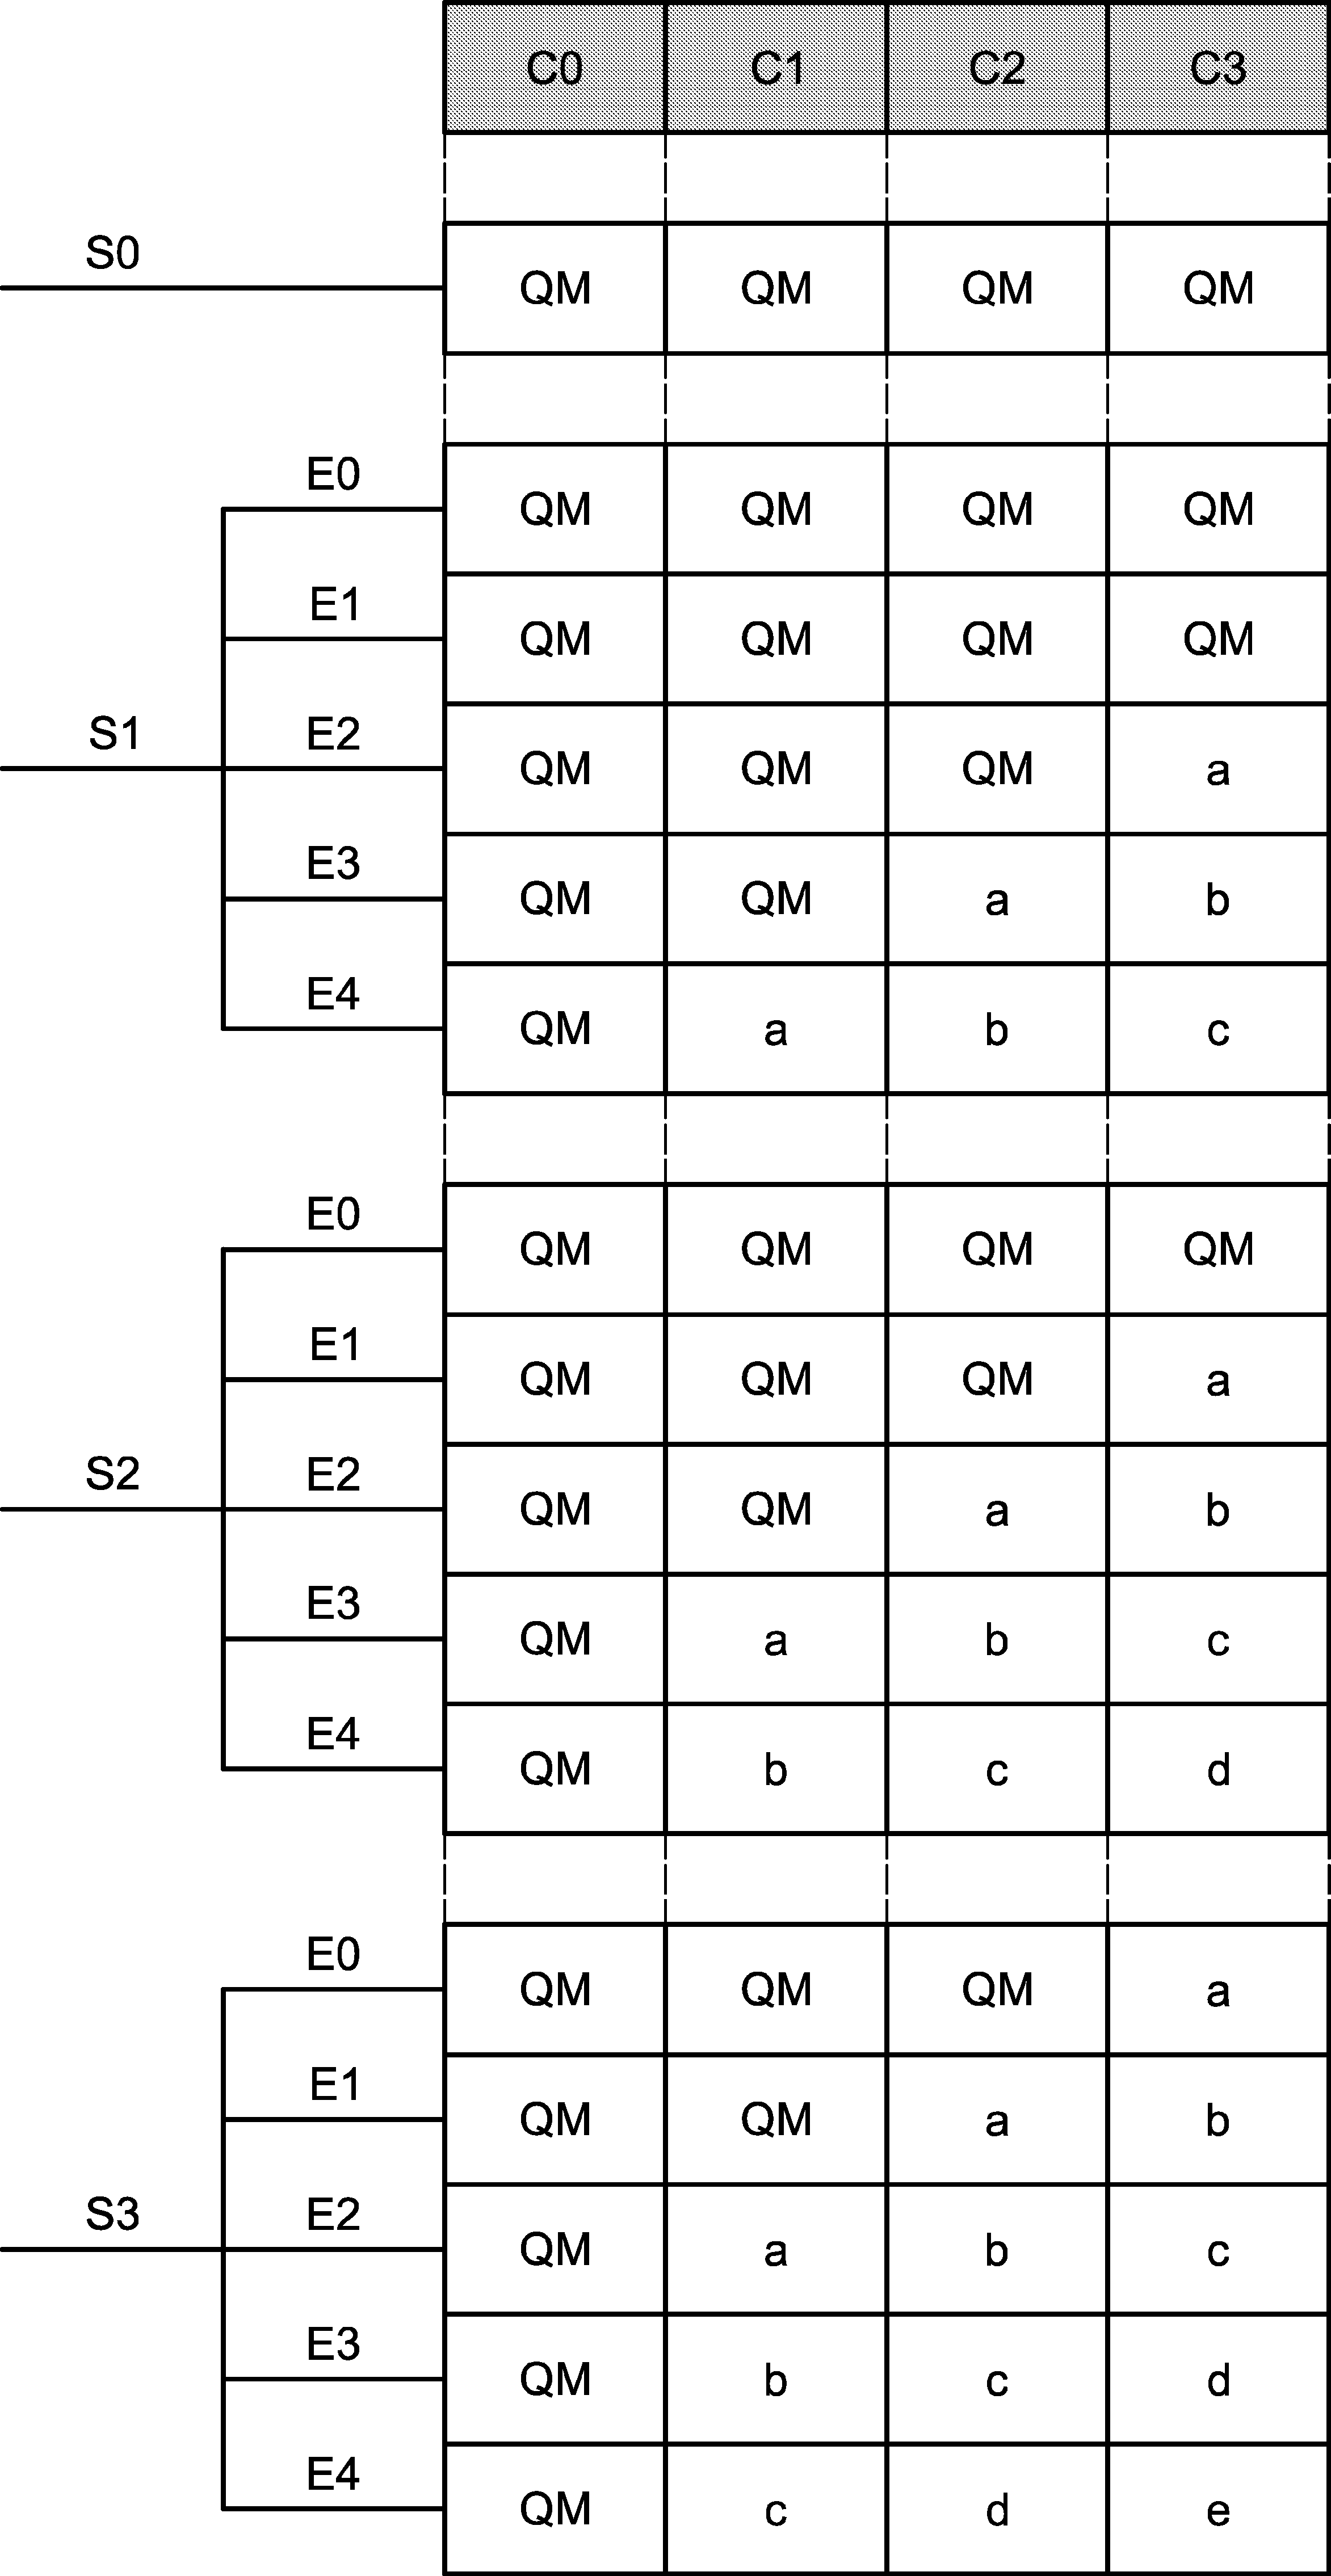 C0 C1 C2 C3
S0 QM QM QM QM
E0 QM QM QM QM
E1 QM QM QM QM
S1 E2 QM QM QM a
E3 QM QM a b
E4 QM a b c
E0 QM QM QM QM
E1 QM QM QM a
S2 E2 QM QM a b
E3 QM a b c
E4 QM b c d
E0 QM QM QM a
E1 QM QM a b
S3 E2 QM a b c
E3 QM b c d
E4 QM c d e